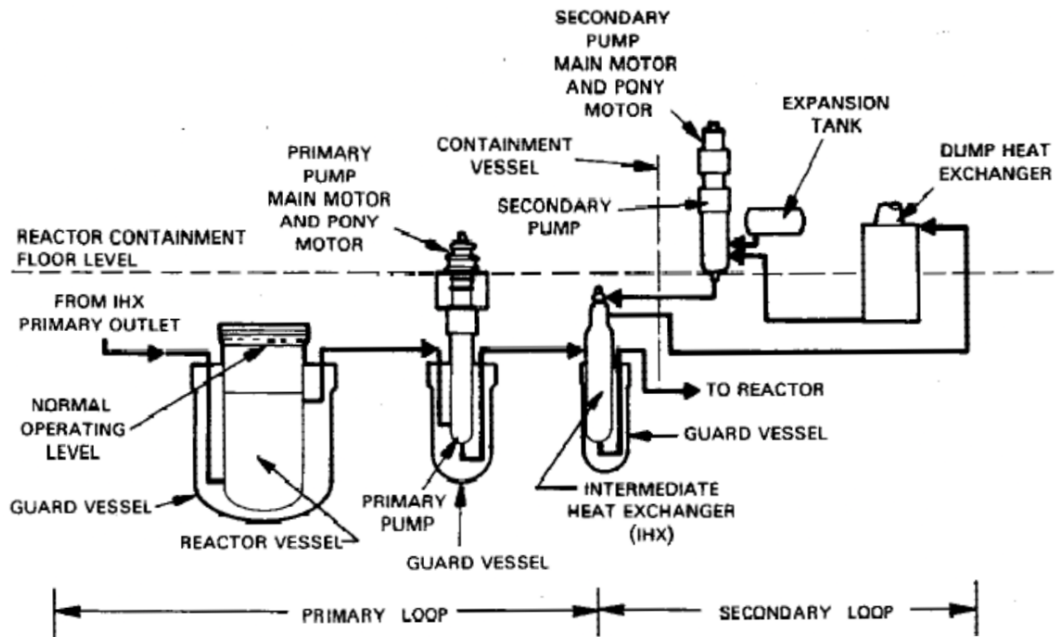 SECONDARY
PUMP
MAIN MOTOR
AND PONY
MOTOR
EXPANSION
TANK
CONTAINMENT
VESSEL
DUMP HEAT
EXCHANGER
PRIMARY
PUMP
MAIN MOTOR
AND PONY
MOTOR
SECONDARY
PUMP
REACTOR CONTAINMENT
FLOOR LEVEL
FROM IHX
PRIMARY OUTLET
TO REACTOR
NORMAL
OPERATING
LEVEL
GUARD VESSEL
GUARD VESSEL
REACTOR VESSEL
PRIMARY
PUMP
INTERMEDIATE
HEAT EXCHANGER
(IHX)
GUARD VESSEL
PRIMARY LOOP
SECONDARY LOOP